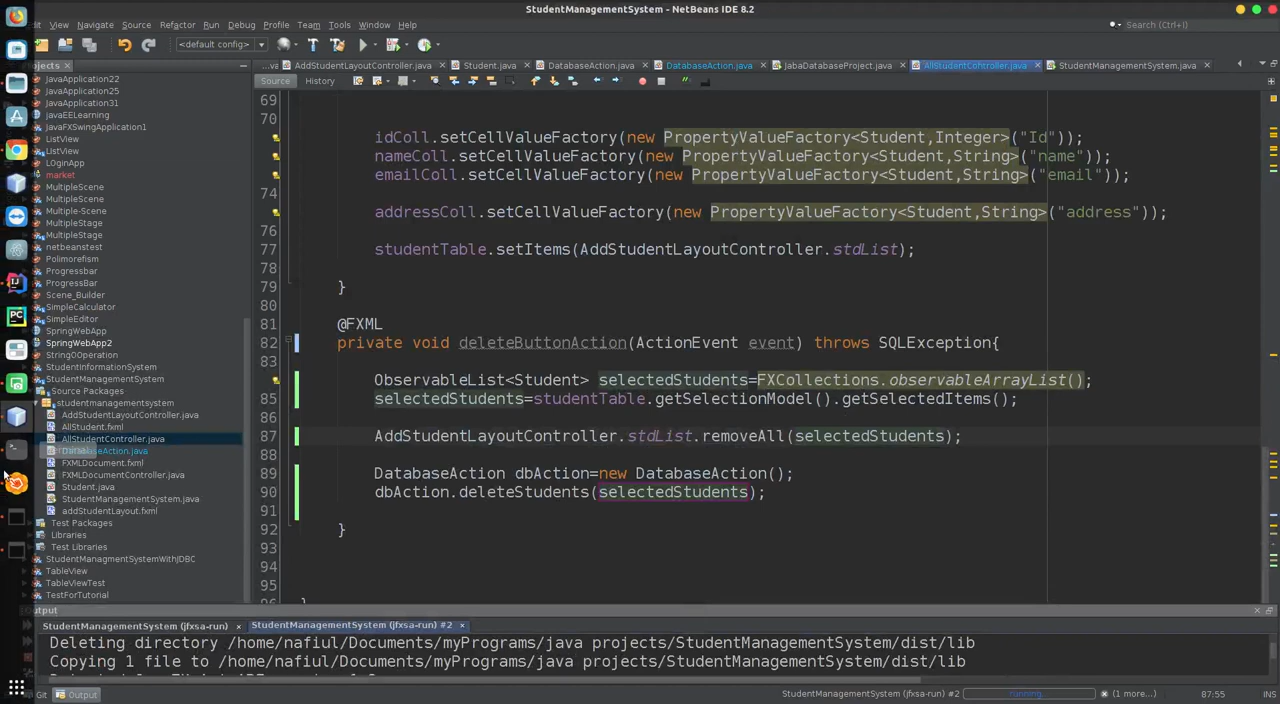 StudentManagementSystem - NetBeans IDE 8.2
View Navigate Source Refactor Run Debug Profile Team Tools Window Help
Search (Ctrl+I)
<default config>
AddStudentLayoutController.java
Student.java
DatabaseAction.java
DatabaseAction.java
JabaDatabaseProject.java
AllStudentController.java
StudentManagementSystem.java
Source History
JavaApplication22
JavaApplication25
JavaApplication31
JavaEELearning
JavaFXSwingApplication1
ListView
ListView
LOginApp
market
MultipleScene
MultipleScene
Multiple-Scene
MultipleStage
MultipleStage
netbeanstest
Polimorefism
Progressbar
ProgressBar
Scene_Builder
SimpleCalculator
SimpleEditor
SpringWebApp
SpringWebApp2
StringOOperation
StudentInformationSystem
StudentManagementSystem
Source Packages
studentmanagementsystem
AddStudentLayoutController.java
AllStudent.fxml
AllStudentController.java
DatabaseAction.java
FXMLDocument.fxml
FXMLDocumentController.java
Student.java
StudentManagementSystem.java
addStudentLayout.fxml
Test Packages
Libraries
Test Libraries
StudentManagmentSystemWithJDBC
TableView
TableViewTest
TestForTutorial
69
70
idColl.setCellValueFactory(new PropertyValueFactory<Student,Integer>("Id"));
nameColl.setCellValueFactory(new PropertyValueFactory<Student,String>("name"));
emailColl.setCellValueFactory(new PropertyValueFactory<Student,String>("email"));
74
addressColl.setCellValueFactory(new PropertyValueFactory<Student,String>("address"));
76
77 studentTable.setItems(AddStudentLayoutController.stdList);
78
79 }
80
81 @FXML
82 private void deleteButtonAction(ActionEvent event) throws SQLException{
83
ObservableList<Student> selectedStudents=FXCollections.observableArrayList();
85 selectedStudents=studentTable.getSelectionModel().getSelectedItems();
86
87 AddStudentLayoutController.stdList.removeAll(selectedStudents);
88
89 DatabaseAction dbAction=new DatabaseAction();
90 dbAction.deleteStudents(selectedStudents);
91
92 }
93
94
95
96 }
utput
StudentManagementSystem (jfxsa-run)
StudentManagementSystem (jfxsa-run) #2
Deleting directory /home/nafiul/Documents/myPrograms/java projects/StudentManagementSystem/dist/lib
Copying 1 file to /home/nafiul/Documents/myPrograms/java projects/StudentManagementSystem/dist/lib
Git Output
StudentManagementSystem (jfxsa-run) #2 running... (1 more...) 87:55 INS